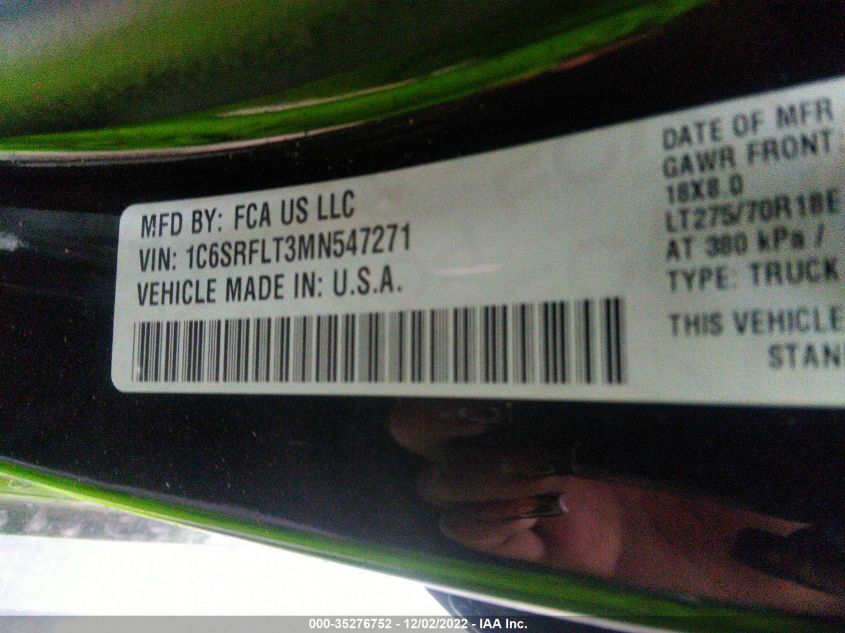 MFD BY: FCA US LLC
VIN: 1C6SRFLT3MN547271
VEHICLE MADE IN: U.S.A.
DATE OF MFR
GAWR FRONT
18X8.0
LT275/70R18E
AT 380 kPa /
TYPE: TRUCK
THIS VEHICLE
STAN
000-35276752 - 12/02/2022 - IAA Inc.